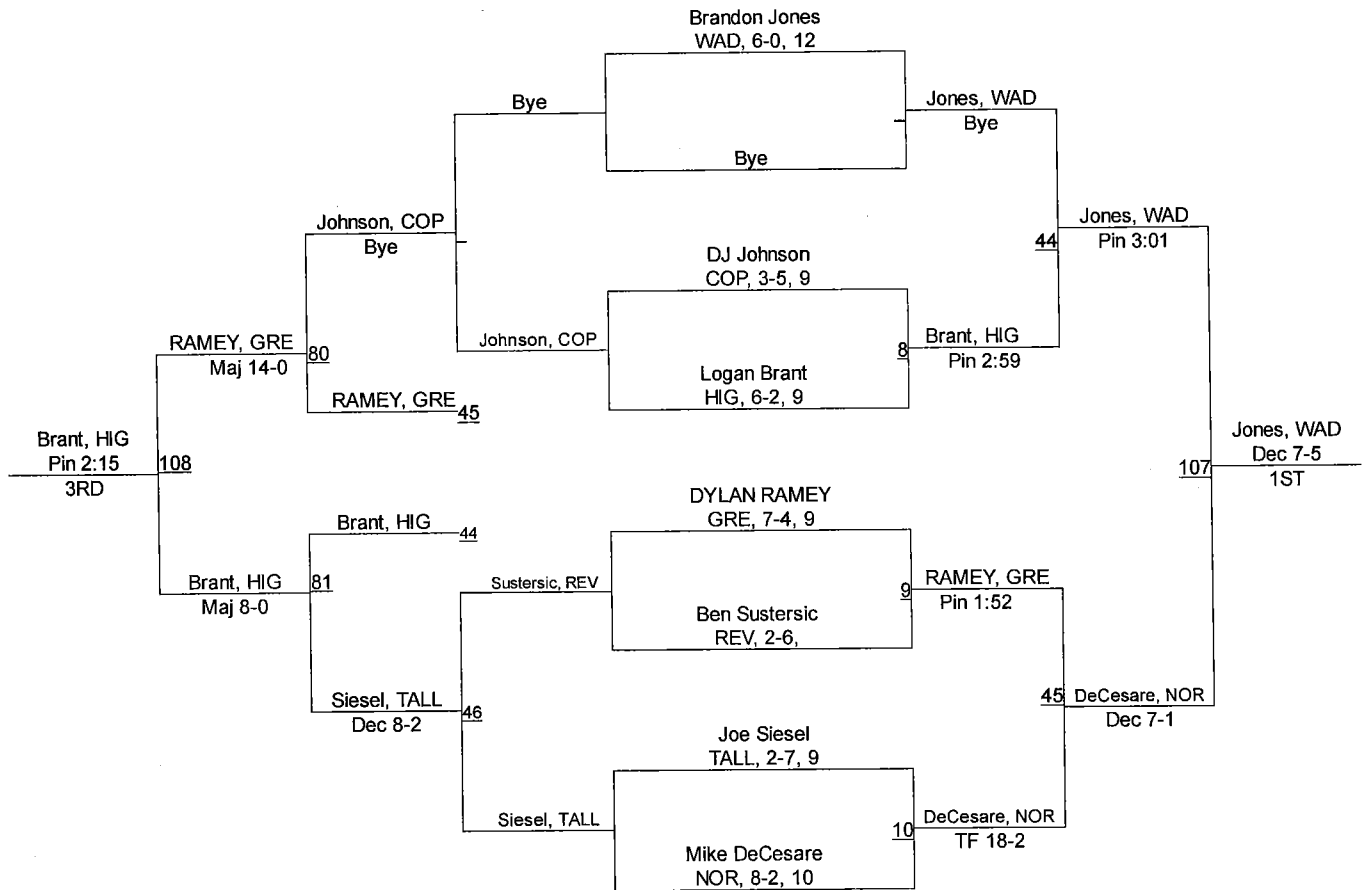 Brandon Jones
WAD, 6-0, 12
Bye
Jones, WAD
Bye
Bye
Johnson, COP
Bye
Jones, WAD
Pin 3:01
44
DJ Johnson
COP, 3-5, 9
Johnson, COP
8
Brant, HIG
Pin 2:59
RAMEY, GRE
Maj 14-0
80
Logan Brant
HIG, 6-2, 9
RAMEY, GRE
45
Brant, HIG
Pin 2:15
3RD
108
Jones, WAD
Dec 7-5
1ST
107
DYLAN RAMEY
GRE, 7-4, 9
Brant, HIG
44
Brant, HIG
Maj 8-0
81
Sustersic, REV
9
RAMEY, GRE
Pin 1:52
Ben Sustersic
REV, 2-6,
Siesel, TALL
Dec 8-2
46
45
DeCesare, NOR
Dec 7-1
Joe Siesel
TALL, 2-7, 9
Siesel, TALL
10
DeCesare, NOR
TF 18-2
Mike DeCesare
NOR, 8-2, 10